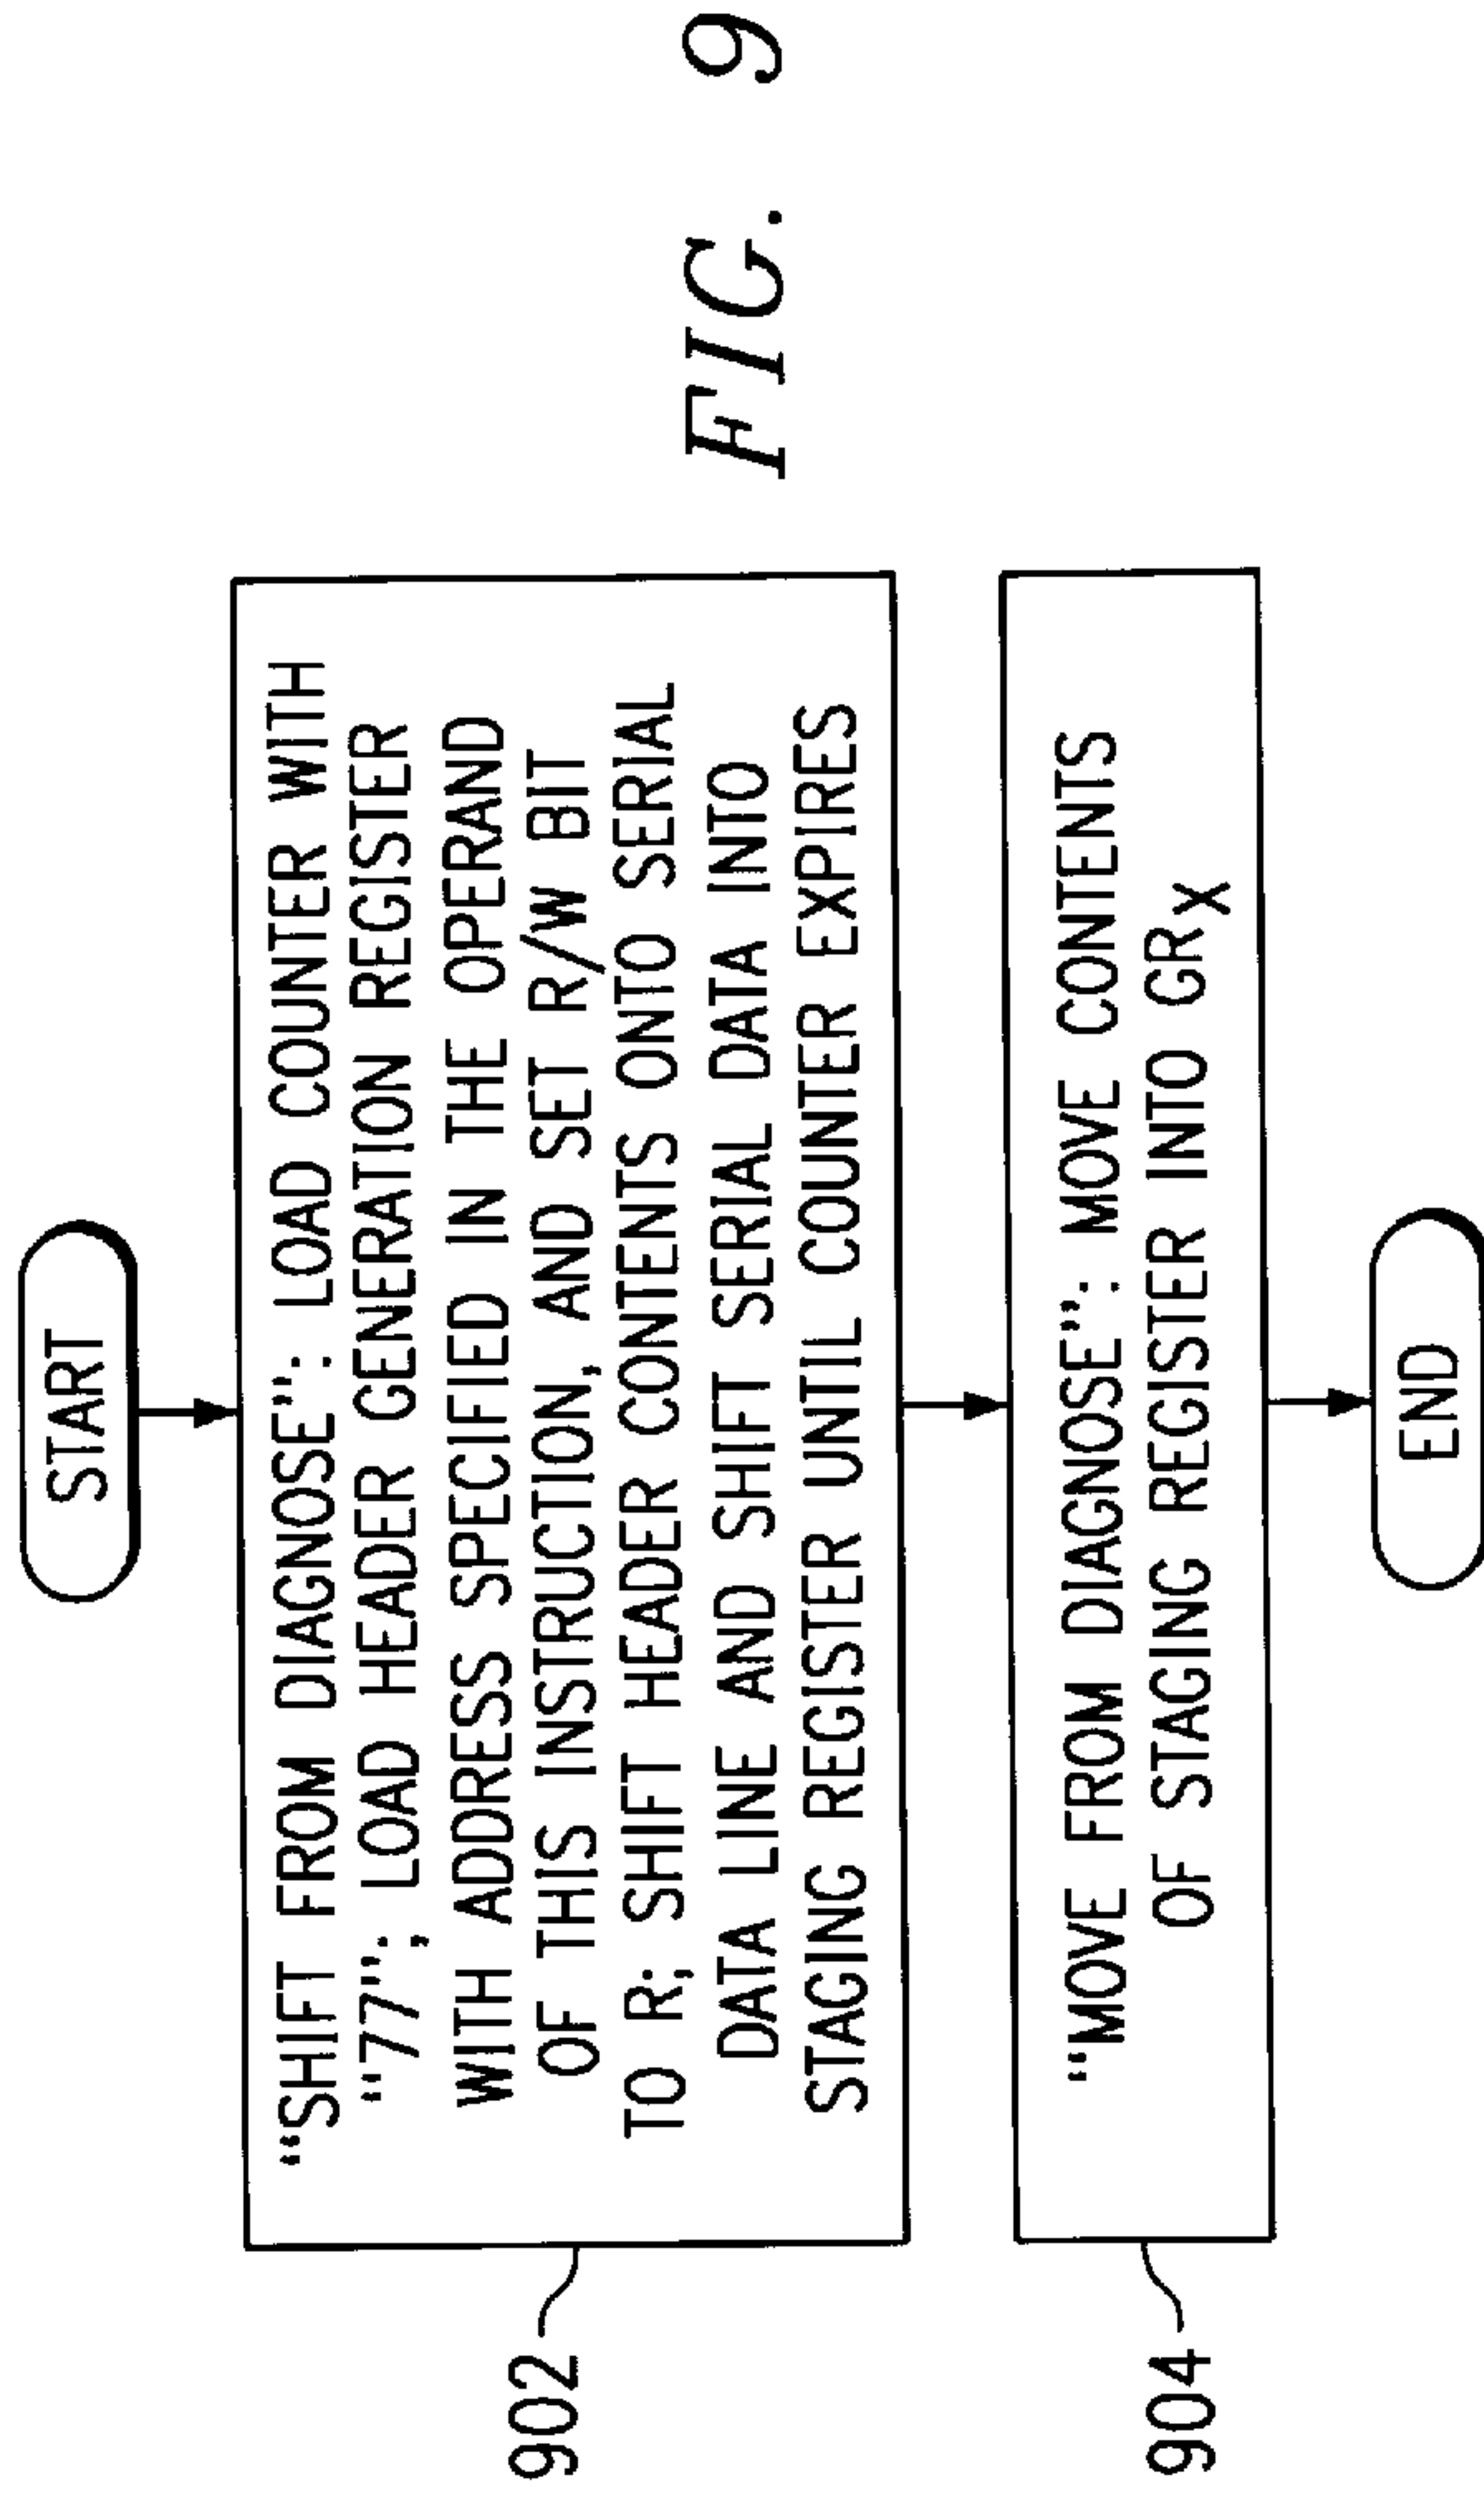 START
"SHIFT FROM DIAGNOSE": LOAD COUNTER WITH
"77"; LOAD HEADER GENERATION REGISTER
WITH ADDRESS SPECIFIED IN THE OPERAND
OF THIS INSTRUCTION, AND SET R/W BIT
TO R; SHIFT HEADER CONTENTS ONTO SERIAL
DATA LINE AND SHIFT SERIAL DATA INTO
STAGING REGISTER UNTIL COUNTER EXPIRES
902
"MOVE FROM DIAGNOSE": MOVE CONTENTS
OF STAGING REGISTER INTO GR x
904
END
FIG. 9